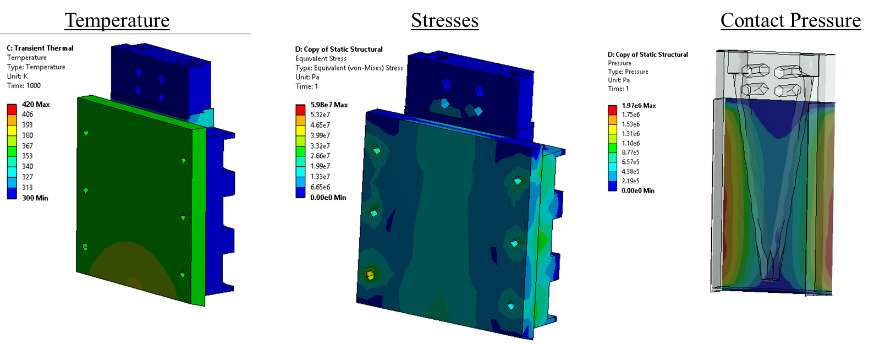 Temperature
Stresses
Contact Pressure
C: Transient Thermal
Temperature
Type: Temperature
Unit: K
Time: 1000
420 Max
406
393
380
367
353
340
327
313
300 Min
D: Copy of Static Structural
Equivalent Stress
Type: Equivalent (von-Mises) Stress
Unit: Pa
Time: 1
5.98e7 Max
5.32e7
4.65e7
3.99e7
3.32e7
2.66e7
1.99e7
1.33e7
6.65e6
0.00e0 Min
D: Copy of Static Structural
Pressure
Type: Pressure
Unit: Pa
Time: 1
1.97e6 Max
1.75e6
1.53e6
1.31e6
1.10e6
8.77e5
6.57e5
4.38e5
2.19e5
0.00e0 Min